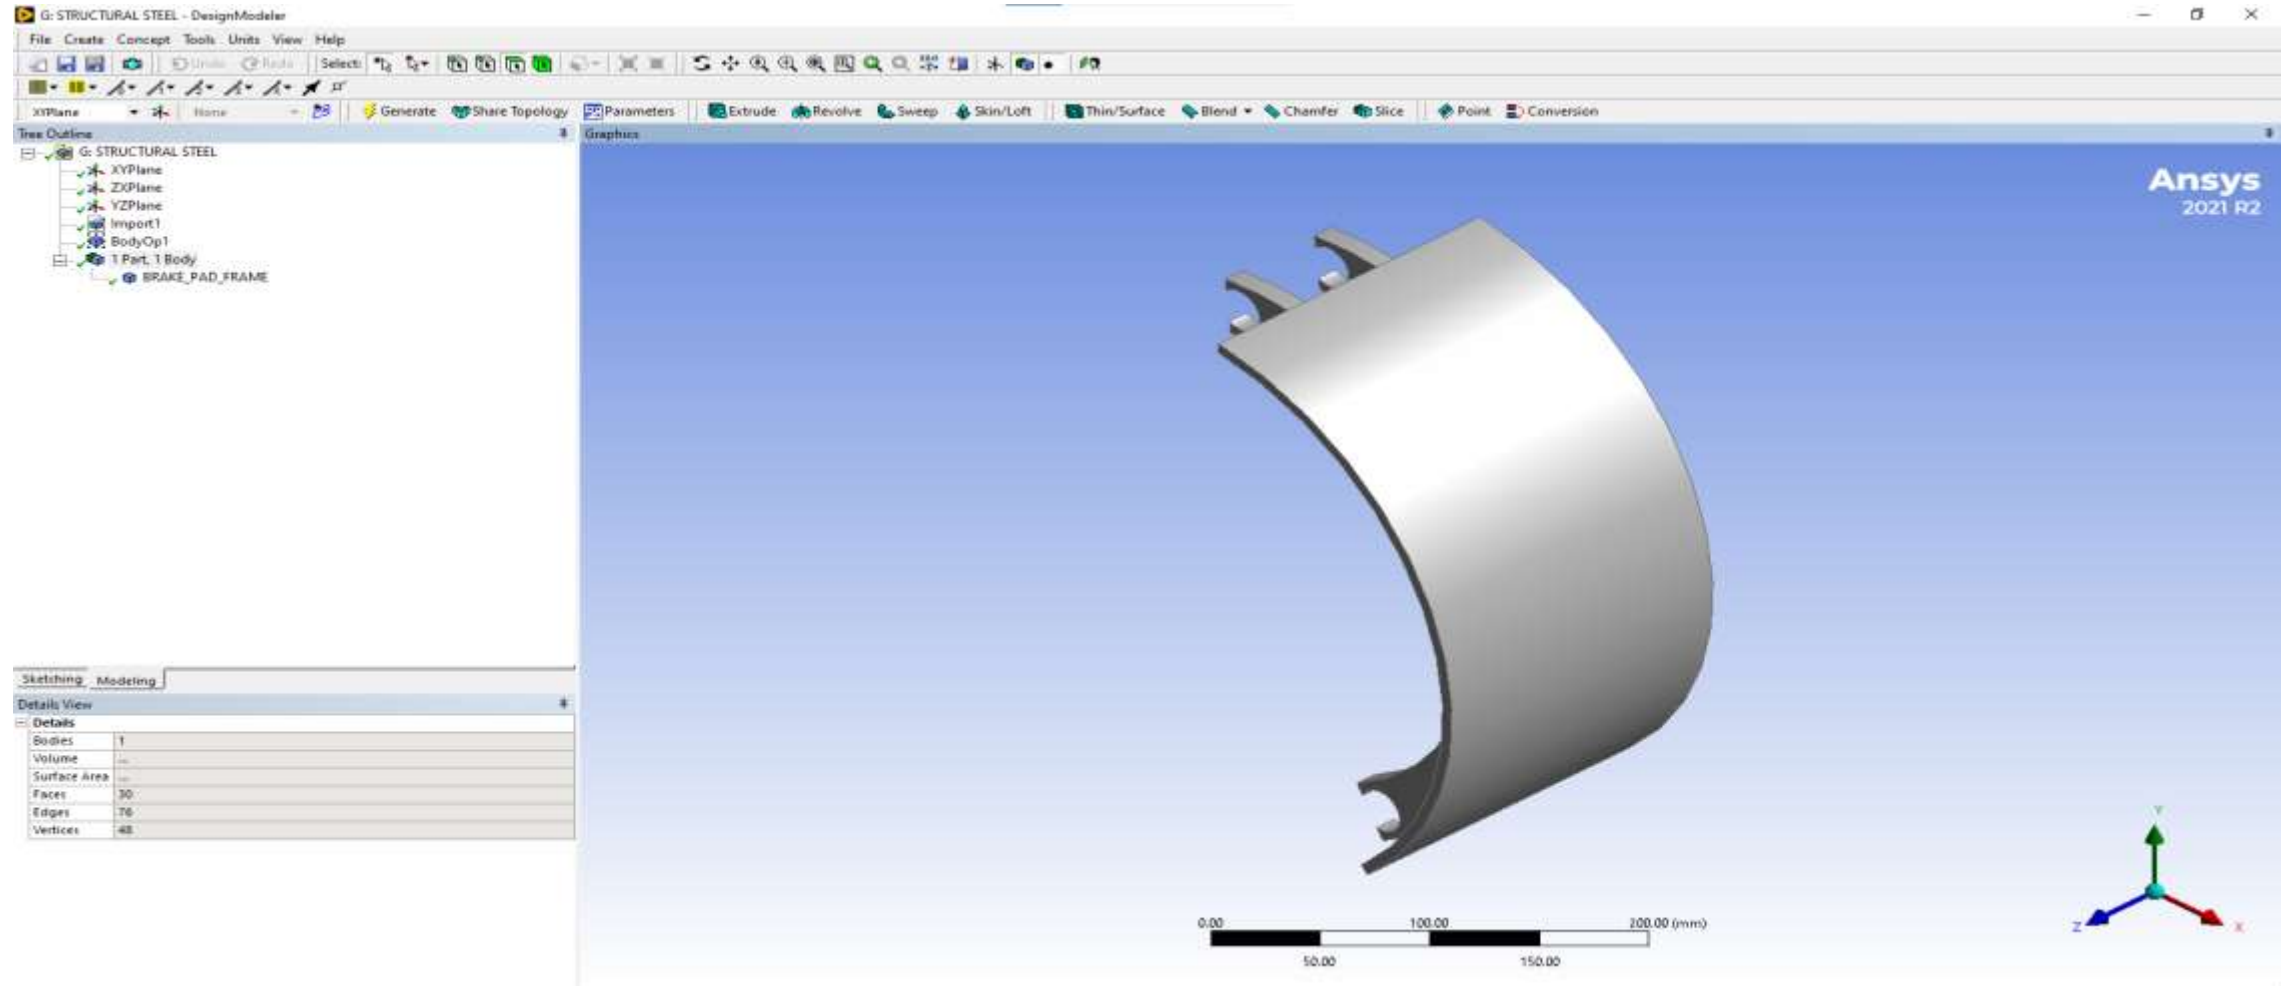 G: STRUCTURAL STEEL - DesignModeler
File Create Concept Tools Units View Help
Undo Redo Select:
XYPlane None Generate Share Topology Parameters Extrude Revolve Sweep Skin/Loft Thin/Surface Blend Chamfer Slice Point Conversion
Tree Outline
G: STRUCTURAL STEEL
XYPlane
ZXPlane
YZPlane
Import1
BodyOp1
1 Part, 1 Body
BRAKE_PAD_FRAME
Sketching Modeling
Details View
Details
Bodies 1
Volume ...
Surface Area ...
Faces 30
Edges 76
Vertices 48
Graphics
Ansys
2021 R2
0.00 100.00 200.00 (mm)
50.00 150.00
Y
Z X